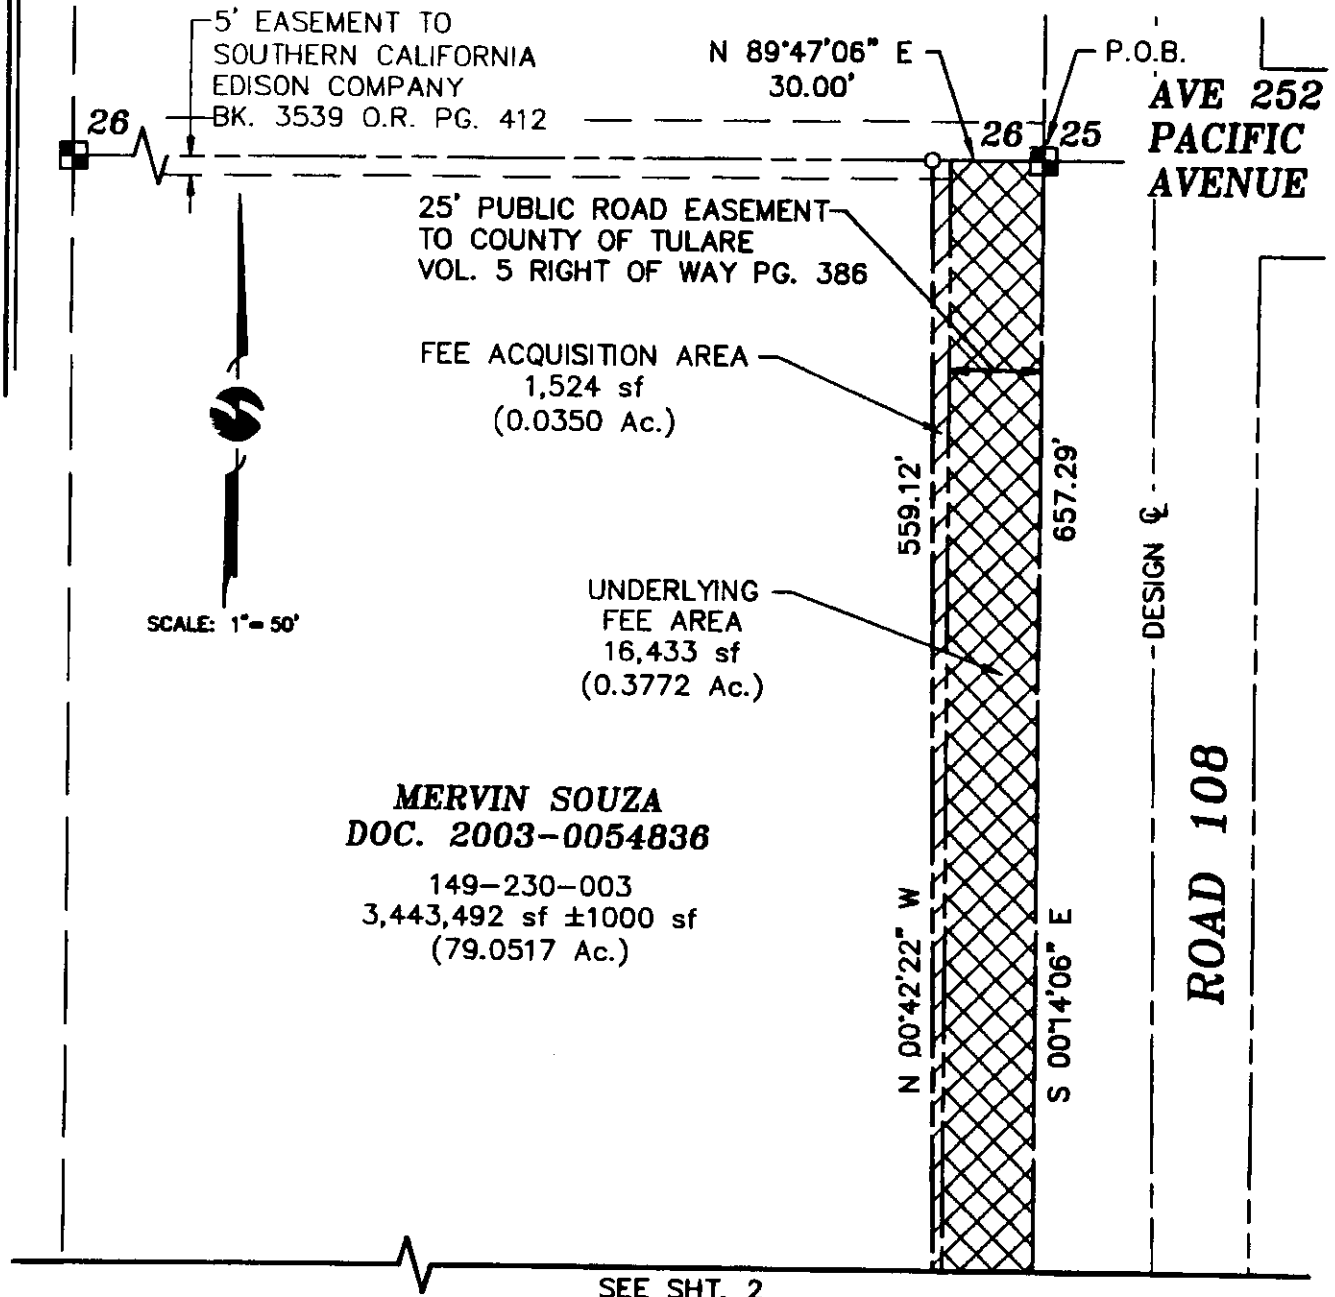 5' EASEMENT TO
SOUTHERN CALIFORNIA
EDISON COMPANY
BK. 3539 O.R. PG. 412
N 89°47'06" E
30.00'
P.O.B.
AVE 252
PACIFIC
AVENUE
26
26
25
25' PUBLIC ROAD EASEMENT
TO COUNTY OF TULARE
VOL. 5 RIGHT OF WAY PG. 386
FEE ACQUISITION AREA
1,524 sf
(0.0350 Ac.)
559.12'
657.29'
DESIGN ℄
UNDERLYING
FEE AREA
16,433 sf
(0.3772 Ac.)
SCALE: 1"= 50'
MERVIN SOUZA
DOC. 2003-0054836
149-230-003
3,443,492 sf ±1000 sf
(79.0517 Ac.)
N 00°42'22" W
S 00°14'06" E
ROAD 108
SEE SHT. 2